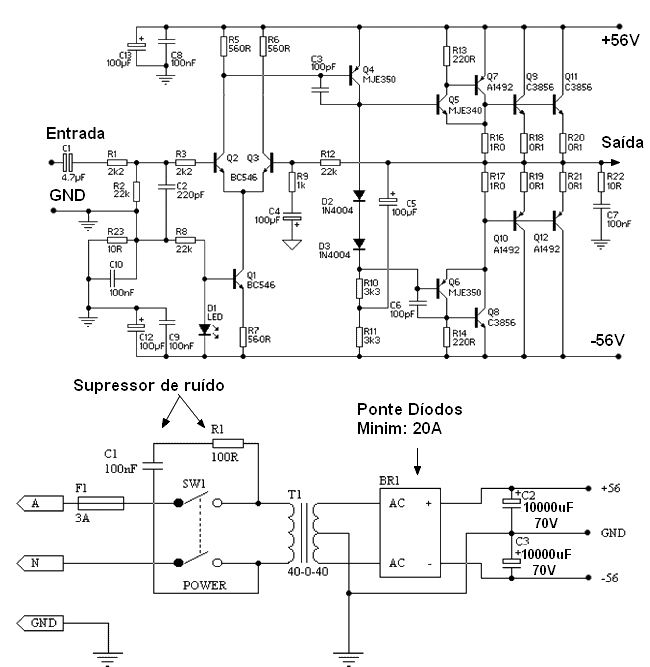 C13
100µF
C8
100nF
R5
560R
R6
560R
C3
100pF
Q4
MJE350
R13
220R
Q7
A1492
Q9
C3856
Q11
C3856
+56V
Q5
MJE340
Entrada
C1
4.7µF
R1
2k2
R3
2k2
Q2
Q3
BC546
R12
22k
R16
1R0
R18
0R1
R20
0R1
Saída
R2
22k
C2
220pF
R9
1k
C4
100µF
D2
1N4004
C5
100µF
R17
1R0
R19
0R1
R21
0R1
R22
10R
C7
100nF
GND
R23
10R
R8
22k
D3
1N4004
Q10
A1492
Q12
A1492
C10
100nF
Q1
BC546
R10
3k3
Q6
MJE350
C6
100pF
Q8
C3856
D1
LED
C12
100µF
C9
100nF
R7
560R
R11
3k3
R14
220R
-56V
Supressor de ruído
Ponte Díodos
Minim: 20A
C1
100nF
R1
100R
SW1
POWER
A
F1
3A
N
GND
T1
40-0-40
BR1
AC +
AC -
C2
10000uF
70V
C3
10000uF
70V
+56
GND
-56